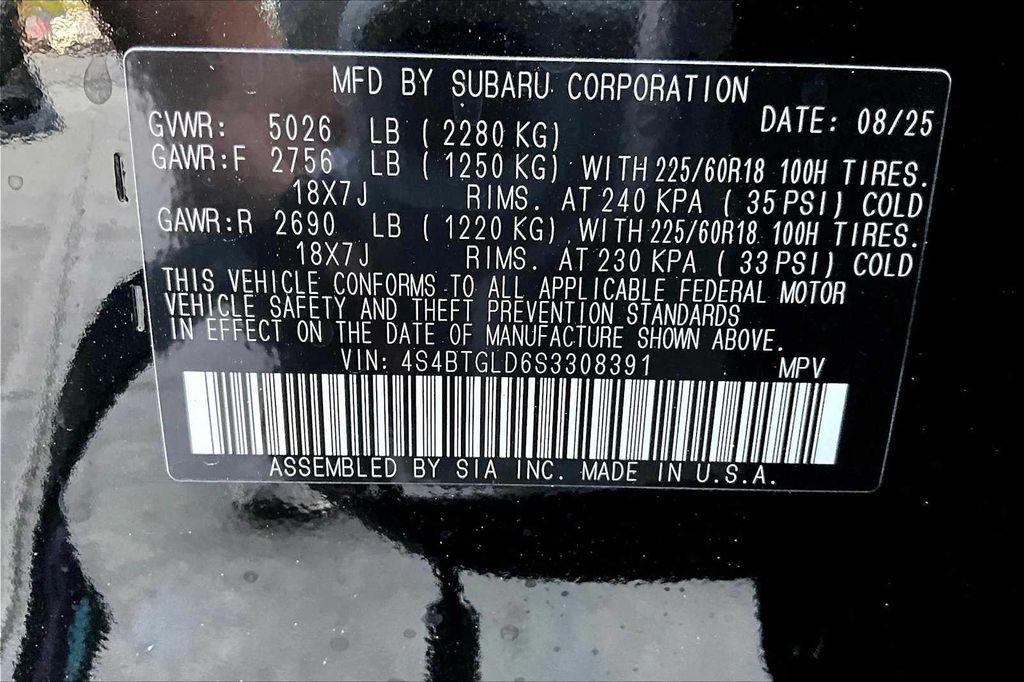 MFD BY SUBARU CORPORATION
DATE: 08/25
GVWR: 5026 LB ( 2280 KG)
GAWR:F 2756 LB ( 1250 KG) WITH 225/60R18 100H TIRES.
18X7J RIMS. AT 240 KPA ( 35 PSI) COLD
GAWR:R 2690 LB ( 1220 KG) WITH 225/60R18 100H TIRES.
18X7J RIMS. AT 230 KPA ( 33 PSI) COLD
THIS VEHICLE CONFORMS TO ALL APPLICABLE FEDERAL MOTOR
VEHICLE SAFETY AND THEFT PREVENTION STANDARDS
IN EFFECT ON THE DATE OF MANUFACTURE SHOWN ABOVE.
VIN: 4S4BTGLD6S3308391 MPV
ASSEMBLED BY SIA INC. MADE IN U.S.A.